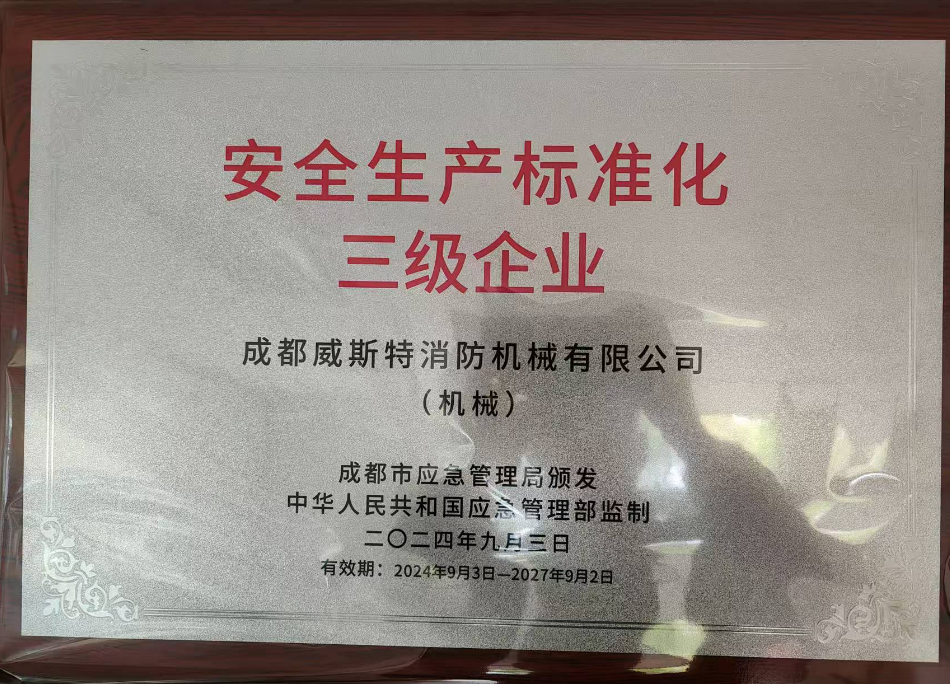 安全生产标准化
三级企业
成都威斯特消防机械有限公司
（机械）
成都市应急管理局颁发
中华人民共和国应急管理部监制
二〇二四年九月三日
有效期：2024年9月3日—2027年9月2日